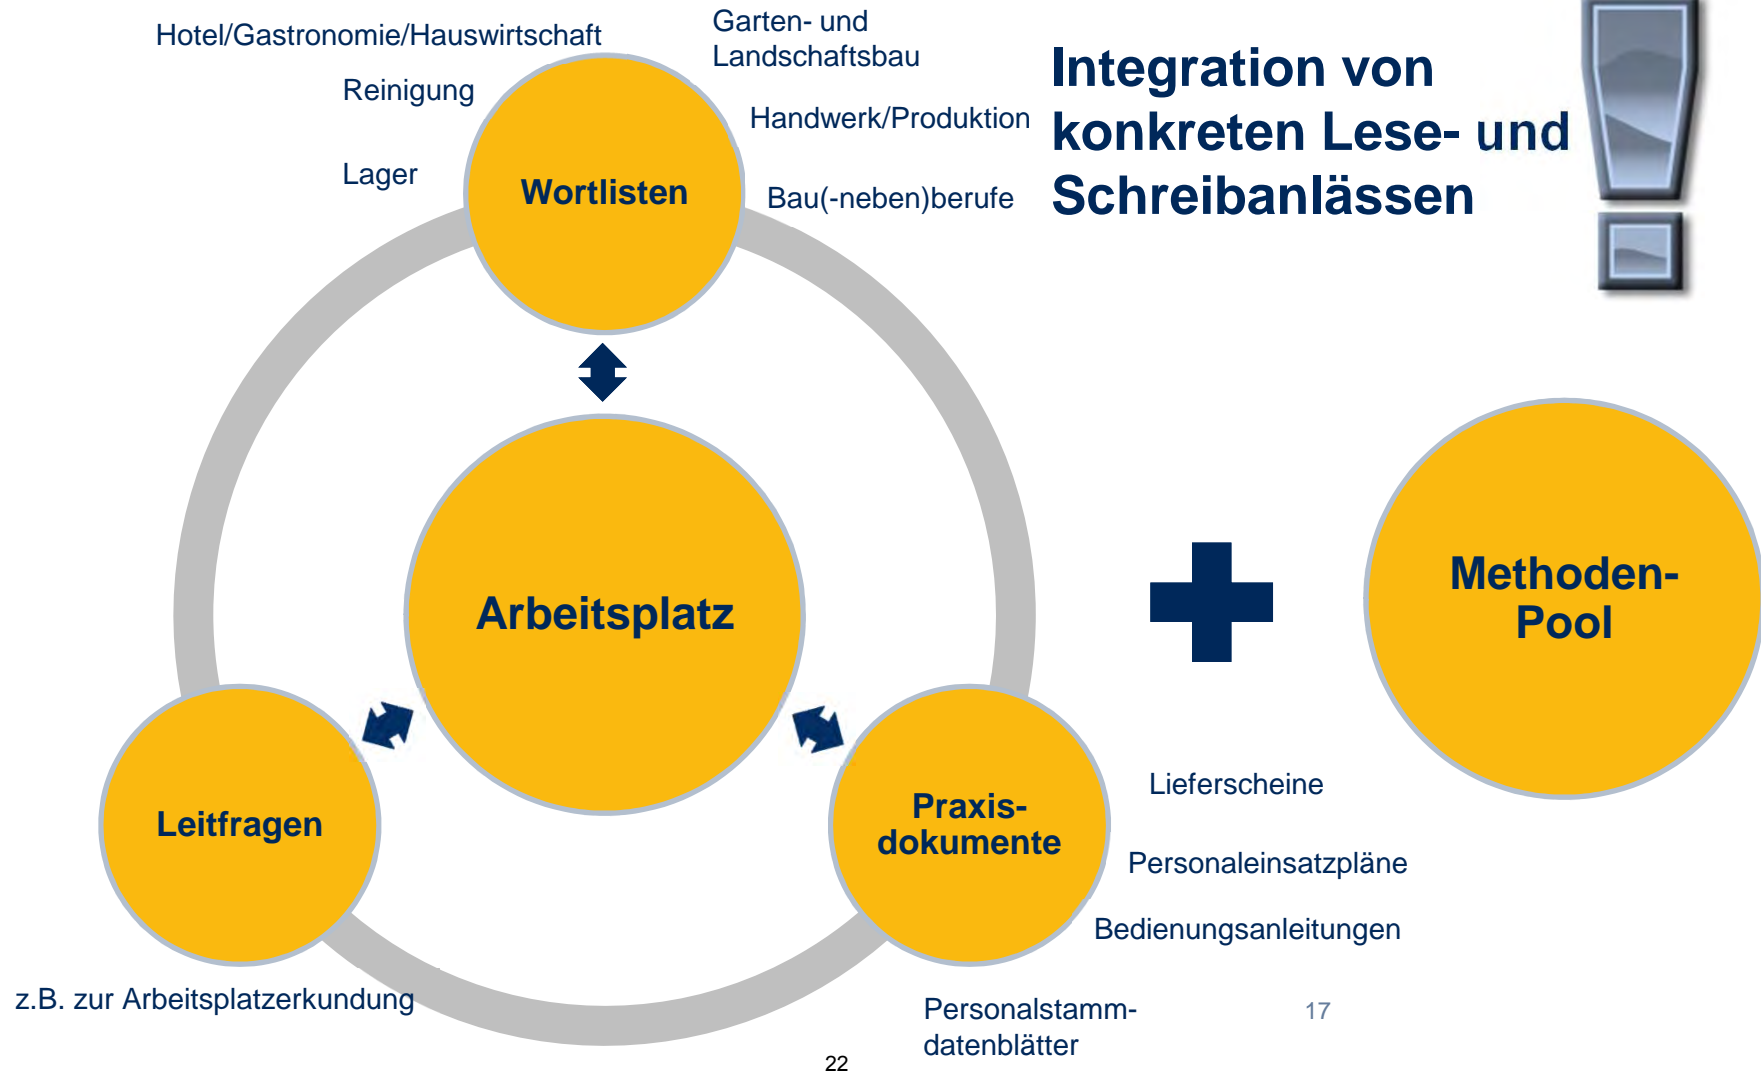 Hotel/Gastronomie/Hauswirtschaft
Reinigung
Lager
Garten- und
Landschaftsbau
Handwerk/Produktion
Bau(-neben)berufe
Integration von
konkreten Lese- und
Schreibanlässen
Wortlisten
Arbeitsplatz
Methoden-
Pool
Leitfragen
Praxis-
dokumente
Lieferscheine
Personaleinsatzpläne
Bedienungsanleitungen
z.B. zur Arbeitsplatzerkundung
Personalstamm-
datenblätter
17
22